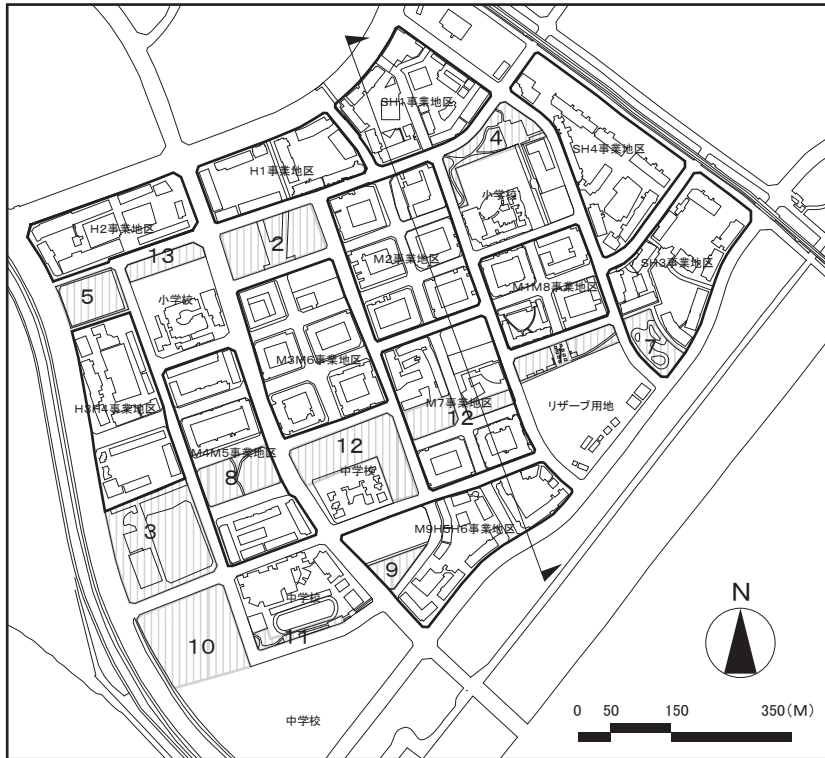 SH1事業地区
4
SH4事業地区
H1事業地区
小学校
H2事業地区
2
M2事業地区
SH3事業地区
13
5
小学校
M1M8事業地区
7
M3M6事業地区
H3H4事業地区
M7事業地区
リザーブ用地
12
12
M4M5事業地区
中学校
8
3
M9H5H6事業地区
9
中学校
11
10
中学校
N
0 50 150 350(M)